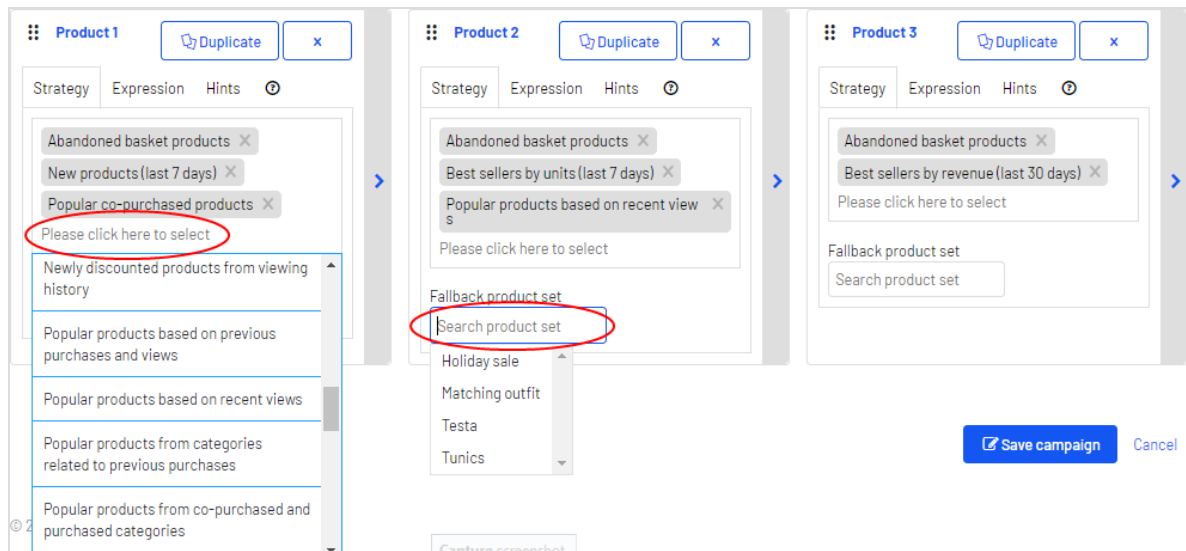 Product 1
Duplicate
x
Strategy Expression Hints ?
Abandoned basket products X
New products (last 7 days) X
Popular co-purchased products X
Please click here to select
Newly discounted products from viewing
history
Popular products based on previous
purchases and views
Popular products based on recent views
Popular products from categories
related to previous purchases
Popular products from co-purchased and
purchased categories
© 2
Product 2
Duplicate
x
Strategy Expression Hints ?
Abandoned basket products X
Best sellers by units (last 7 days) X
Popular products based on recent view X
s
Please click here to select
Fallback product set
Search product set
Holiday sale
Matching outfit
Testa
Tunics
Capture screenshot
Product 3
Duplicate
x
Strategy Expression Hints ?
Abandoned basket products X
Best sellers by revenue (last 30 days) X
Please click here to select
Fallback product set
Search product set
Save campaign Cancel